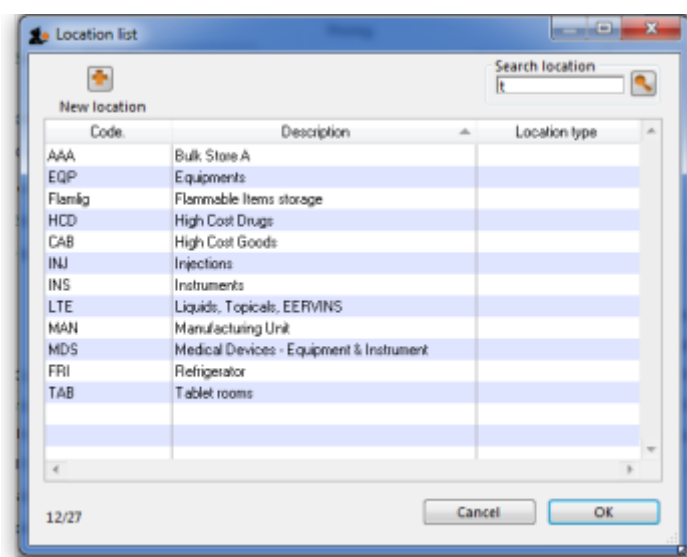 Location list
Search location
t
New location
Code. Description Location type
AAA Bulk Store A
EQP Equipments
Flamlig Flammable Items storage
HCD High Cost Drugs
CAB High Cost Goods
INJ Injections
INS Instruments
LTE Liquids, Topicals, EERVINS
MAN Manufacturing Unit
MDS Medical Devices - Equipment & Instrument
FRI Refrigerator
TAB Tablet rooms
12/27 Cancel OK